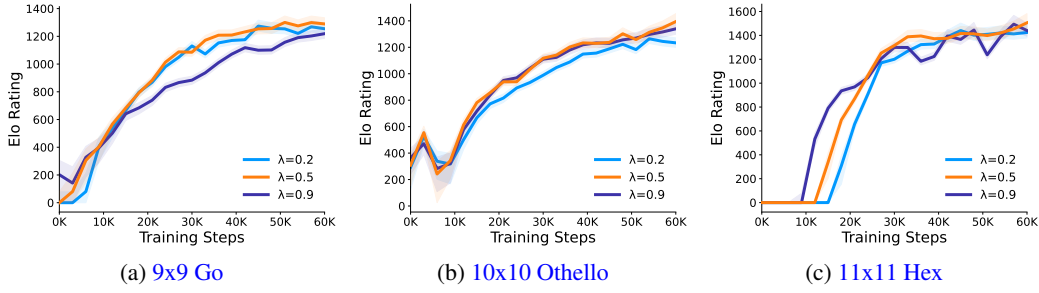 1400
1200
1000
800
600
400
200
0
Elo Rating
λ=0.2
λ=0.5
λ=0.9
0K 10K 20K 30K 40K 50K 60K
Training Steps
(a) 9x9 Go
1400
1200
1000
800
600
400
200
0
Elo Rating
λ=0.2
λ=0.5
λ=0.9
0K 10K 20K 30K 40K 50K 60K
Training Steps
(b) 10x10 Othello
1600
1400
1200
1000
800
600
400
200
0
Elo Rating
λ=0.2
λ=0.5
λ=0.9
0K 10K 20K 30K 40K 50K 60K
Training Steps
(c) 11x11 Hex